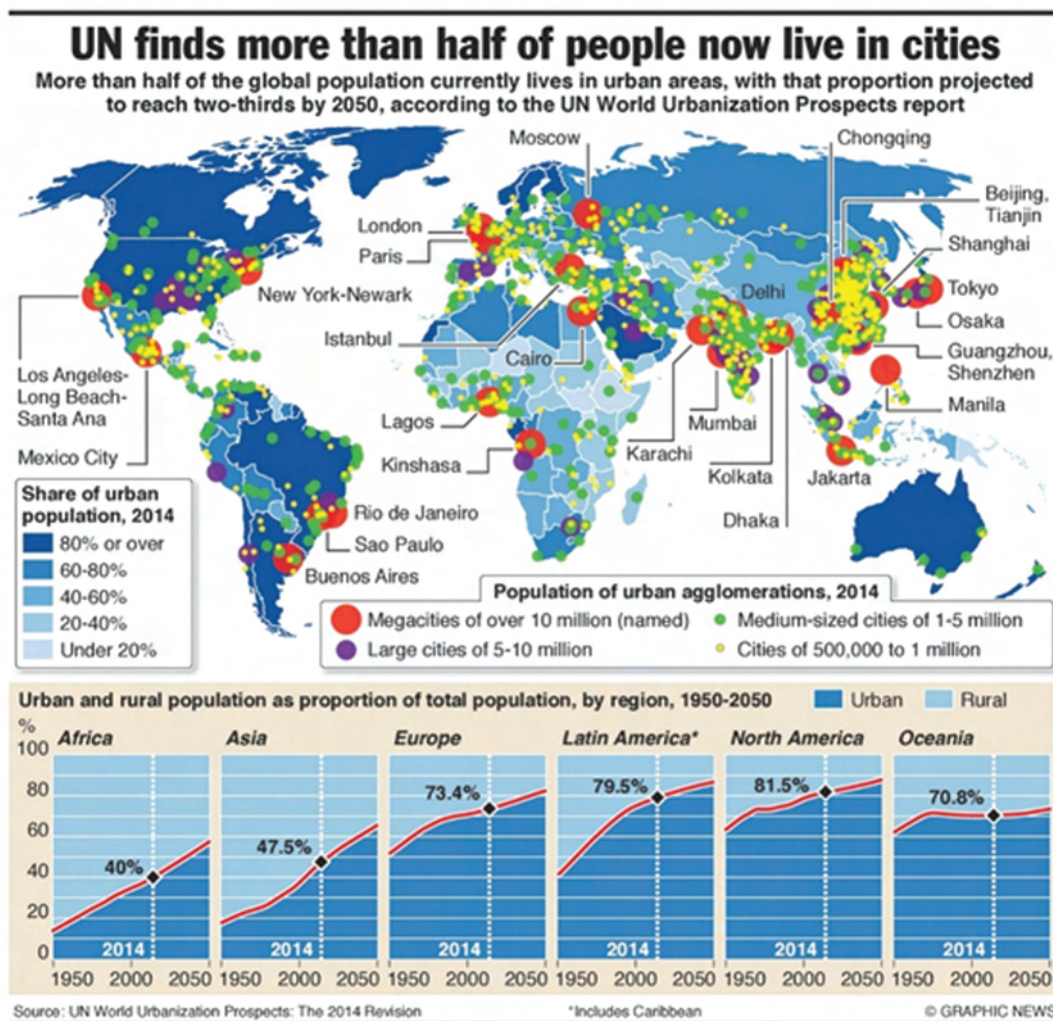 UN finds more than half of people now live in cities
More than half of the global population currently lives in urban areas, with that proportion projected
to reach two-thirds by 2050, according to the UN World Urbanization Prospects report
Moscow
Chongqing
Beijing,
Tianjin
London
Paris
Shanghai
New York-Newark
Delhi
Tokyo
Istanbul
Osaka
Cairo
Guangzhou,
Shenzhen
Los Angeles-
Long Beach-
Santa Ana
Lagos
Mumbai
Manila
Mexico City
Kinshasa
Karachi
Kolkata
Jakarta
Dhaka
Rio de Janeiro
Sao Paulo
Buenos Aires
Share of urban
population, 2014
80% or over
60-80%
40-60%
20-40%
Under 20%
Population of urban agglomerations, 2014
Megacities of over 10 million (named)
Medium-sized cities of 1-5 million
Large cities of 5-10 million
Cities of 500,000 to 1 million
Urban and rural population as proportion of total population, by region, 1950-2050
Urban
Rural
%
100
80
60
40
20
0
Africa
40%
2014
1950 2000 2050
Asia
47.5%
2014
1950 2000 2050
Europe
73.4%
2014
1950 2000 2050
Latin America*
79.5%
2014
1950 2000 2050
North America
81.5%
2014
1950 2000 2050
Oceania
70.8%
2014
1950 2000 2050
Source: UN World Urbanization Prospects: The 2014 Revision
*Includes Caribbean
© GRAPHIC NEWS